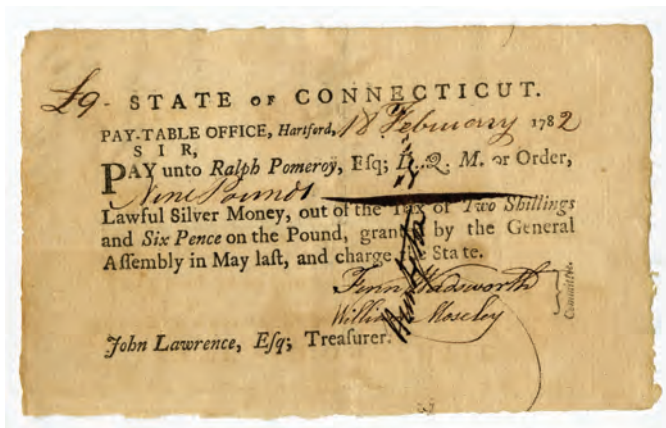 £9- STATE OF CONNECTICUT.
PAY-TABLE OFFICE, Hartford, 18 February 1782
S I R,
PAY unto Ralph Pomeroy, Eſq; D. Q. M. or Order,
Nine Pounds
Lawful Silver Money, out of the Tax of Two Shillings
and Six Pence on the Pound, granted by the General
Aſſembly in May laſt, and charge the State.
Fenn Wadsworth
William Moseley
Committee.
John Lawrence, Eſq; Treaſurer.